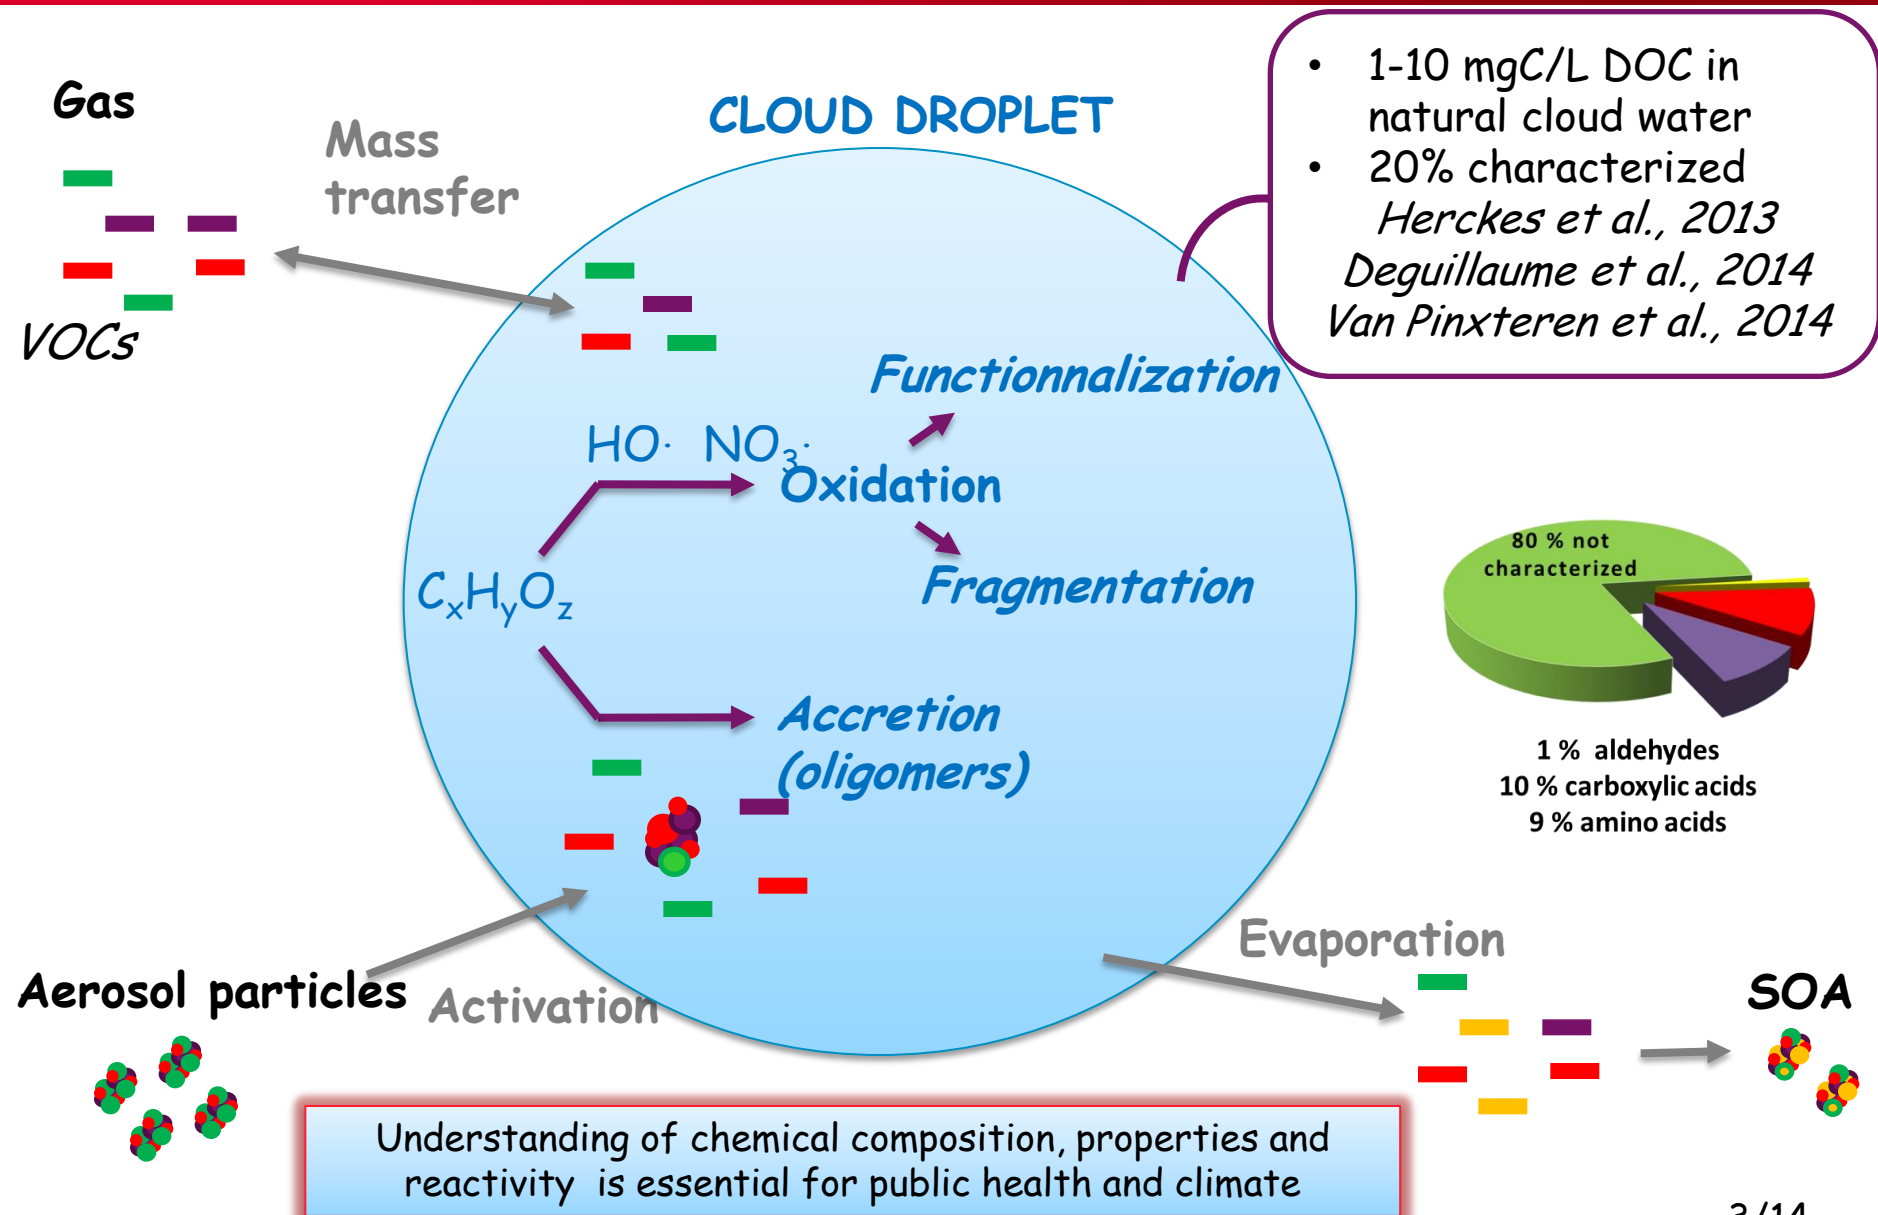 Gas
Mass
transfer
VOCs
CLOUD DROPLET
• 1-10 mgC/L DOC in
natural cloud water
• 20% characterized
Herckes et al., 2013
Deguillaume et al., 2014
Van Pinxteren et al., 2014
Functionnalization
HO· NO₃·
Oxidation
Fragmentation
CₓHᵧO_z
Accretion
(oligomers)
80 % not
characterized
1 % aldehydes
10 % carboxylic acids
9 % amino acids
Evaporation
Aerosol particles
Activation
SOA
Understanding of chemical composition, properties and
reactivity is essential for public health and climate
3/14